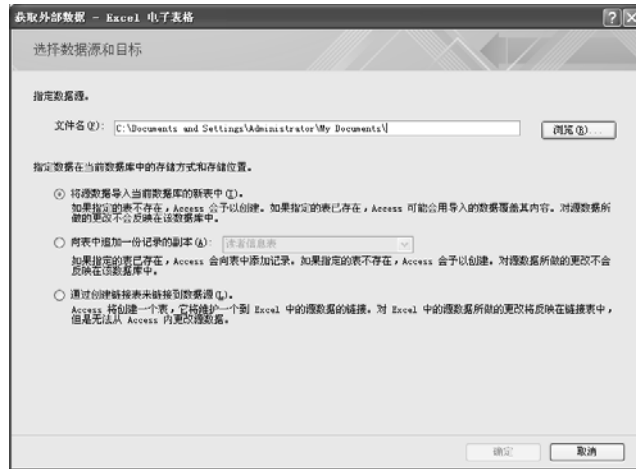 获取外部数据 - Excel 电子表格
选择数据源和目标
指定数据源。
文件名(F): C:\Documents and Settings\Administrator\My Documents\ 浏览(R)...
指定数据在当前数据库中的存储方式和存储位置。
将源数据导入当前数据库的新表中(I)。
如果指定的表不存在,Access 会予以创建。如果指定的表已存在,Access 可能会用导入的数据覆盖其内容。对源数据所
做的更改不会反映在该数据库中。
向表中追加一份记录的副本(A): 读者信息表
如果指定的表已存在,Access 会向表中添加记录。如果指定的表不存在,Access 会予以创建。对源数据所做的更改不会
反映在该数据库中。
通过创建链接表来链接到数据源(L)。
Access 将创建一个表,它将维护一个到 Excel 中的源数据的链接。对 Excel 中的源数据所做的更改将反映在链接表中,
但是无法从 Access 内更改源数据。
确定 取消